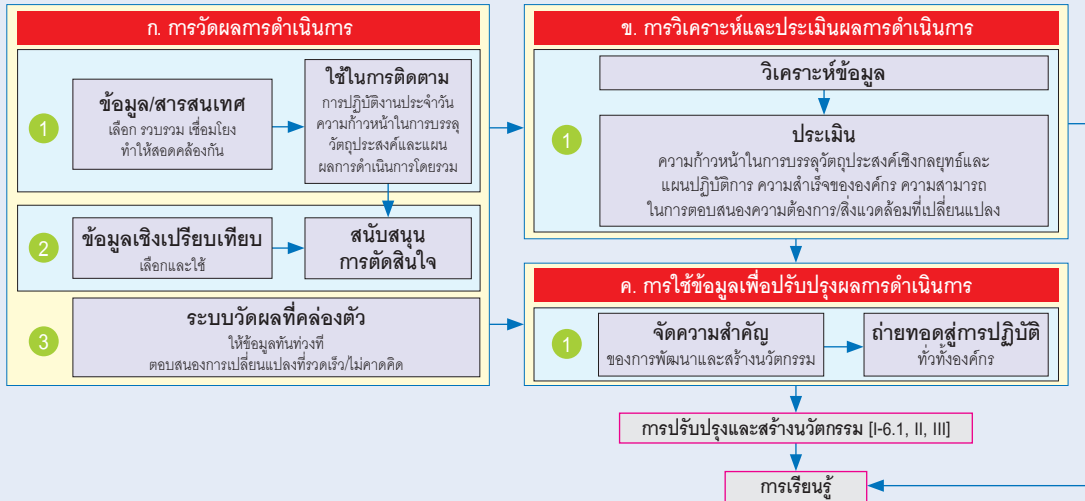 ก. การวัดผลการดำเนินการ
1
ข้อมูล/สารสนเทศ
เลือก รวบรวม เชื่อมโยง
ทำให้สอดคล้องกัน
ใช้ในการติดตาม
การปฏิบัติงานประจำวัน
ความก้าวหน้าในการบรรลุ
วัตถุประสงค์และแผน
ผลการดำเนินการโดยรวม
2
ข้อมูลเชิงเปรียบเทียบ
เลือกและใช้
สนับสนุน
การตัดสินใจ
3
ระบบวัดผลที่คล่องตัว
ให้ข้อมูลทันท่วงที
ตอบสนองการเปลี่ยนแปลงที่รวดเร็ว/ไม่คาดคิด
ข. การวิเคราะห์และประเมินผลการดำเนินการ
วิเคราะห์ข้อมูล
1
ประเมิน
ความก้าวหน้าในการบรรลุวัตถุประสงค์เชิงกลยุทธ์และ
แผนปฏิบัติการ ความสำเร็จขององค์กร ความสามารถ
ในการตอบสนองความต้องการ/สิ่งแวดล้อมที่เปลี่ยนแปลง
ค. การใช้ข้อมูลเพื่อปรับปรุงผลการดำเนินการ
1
จัดความสำคัญ
ของการพัฒนาและสร้างนวัตกรรม
ถ่ายทอดสู่การปฏิบัติ
ทั่วทั้งองค์กร
การปรับปรุงและสร้างนวัตกรรม [I-6.1, II, III]
การเรียนรู้